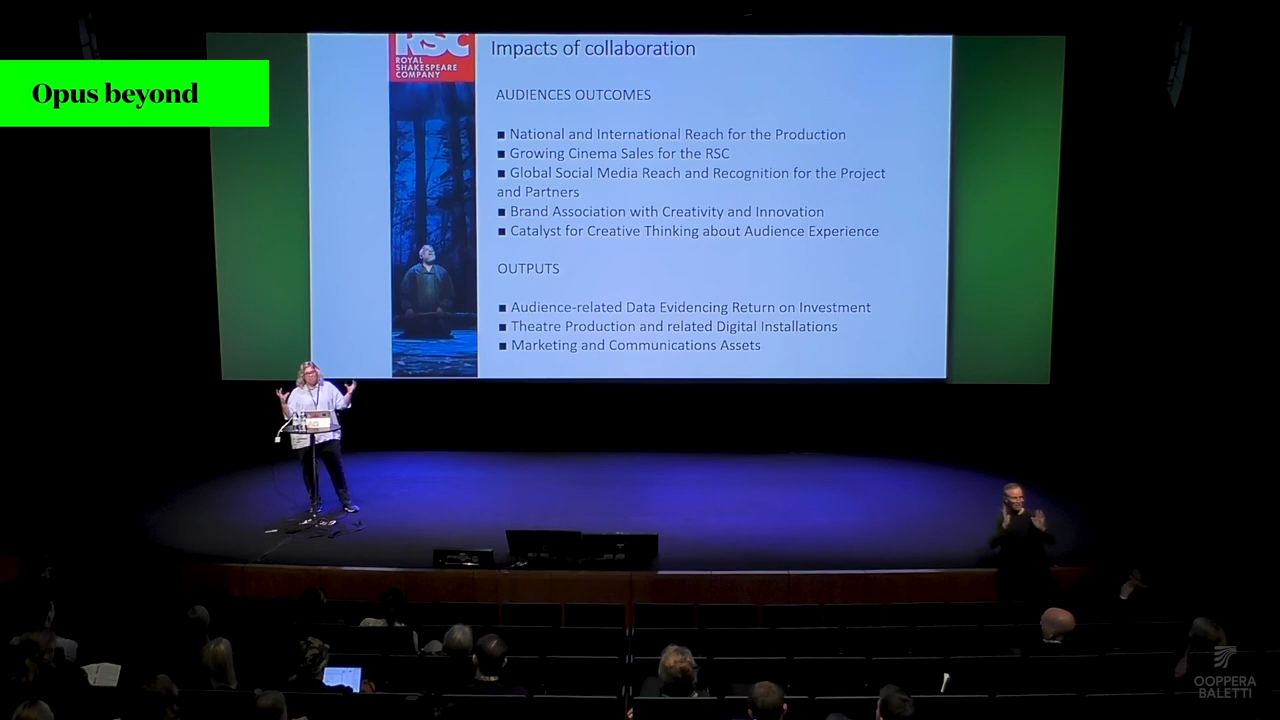 Opus beyond
RSC
ROYAL
SHAKESPEARE
COMPANY
Impacts of collaboration
AUDIENCES OUTCOMES
■ National and International Reach for the Production
■ Growing Cinema Sales for the RSC
■ Global Social Media Reach and Recognition for the Project
and Partners
■ Brand Association with Creativity and Innovation
■ Catalyst for Creative Thinking about Audience Experience
OUTPUTS
■ Audience-related Data Evidencing Return on Investment
■ Theatre Production and related Digital Installations
■ Marketing and Communications Assets
OOPPERA
BALETTI